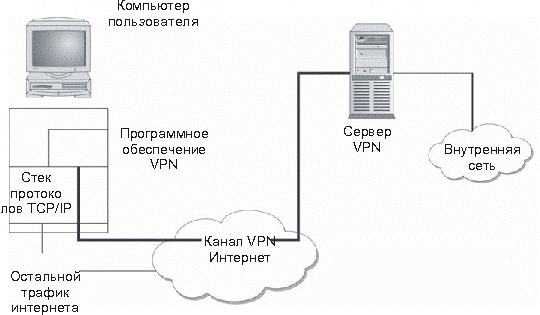 Компьютер
пользователя
Программное
обеспечение
VPN
Стек
протоко
лов TCP/IP
Сервер
VPN
Внутренняя
сеть
Канал VPN
Интернет
Остальной
трафик
интернета